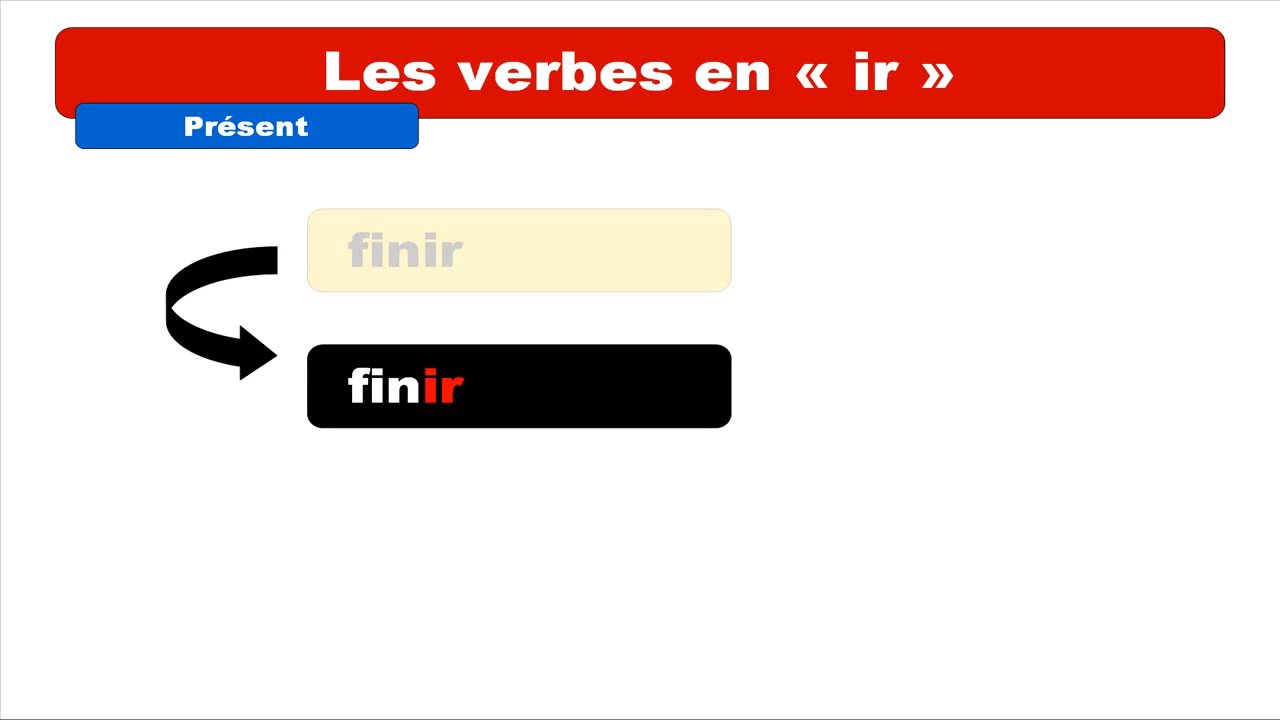 Les verbes en « ir »
Présent
finir
finir